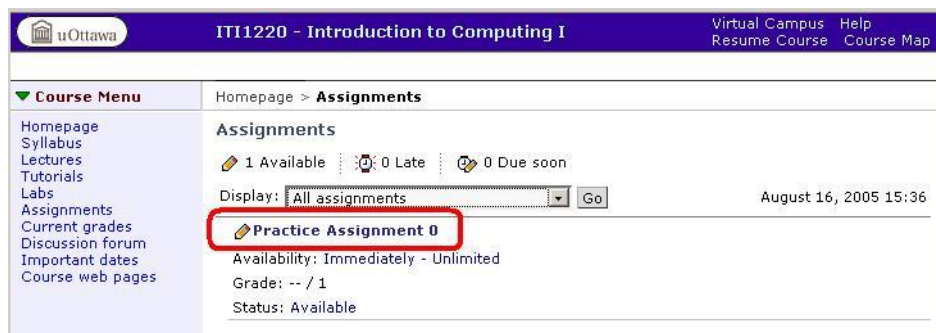 uOttawa
ITI1220 - Introduction to Computing I
Virtual Campus Help
Resume Course Course Map
Course Menu
Homepage
Syllabus
Lectures
Tutorials
Labs
Assignments
Current grades
Discussion forum
Important dates
Course web pages
Homepage > Assignments
Assignments
1 Available 0 Late 0 Due soon
Display: All assignments Go August 16, 2005 15:36
Practice Assignment 0
Availability: Immediately - Unlimited
Grade: -- / 1
Status: Available